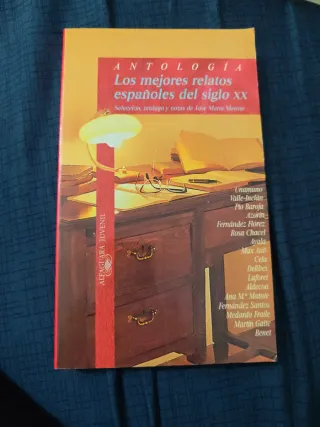 ANTOLOGÍA
Los mejores relatos
españoles del siglo XX
Selección, prólogo y notas de José María Merino
Unamuno
Valle-Inclán
Pío Baroja
Azorín
Fernández Flórez
Rosa Chacel
Ayala
Max Aub
Cela
Delibes
Laforet
Aldecoa
Ana Mª Matute
Fernández Santos
Medardo Fraile
Martín Gaite
Benet
ALFAGUARA JUVENIL